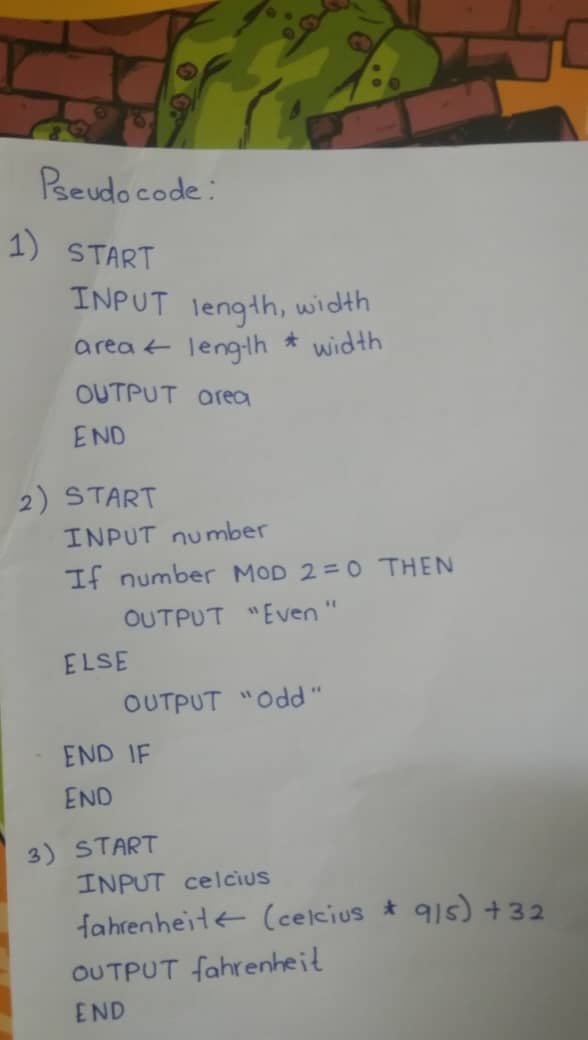 Pseudocode:
1) START
INPUT length, width
area ← length * width
OUTPUT area
END
2) START
INPUT number
If number MOD 2 = 0 THEN
OUTPUT "Even"
ELSE
OUTPUT "Odd"
END IF
END
3) START
INPUT celcius
fahrenheit ← (celcius * 9/5) + 32
OUTPUT fahrenheit
END